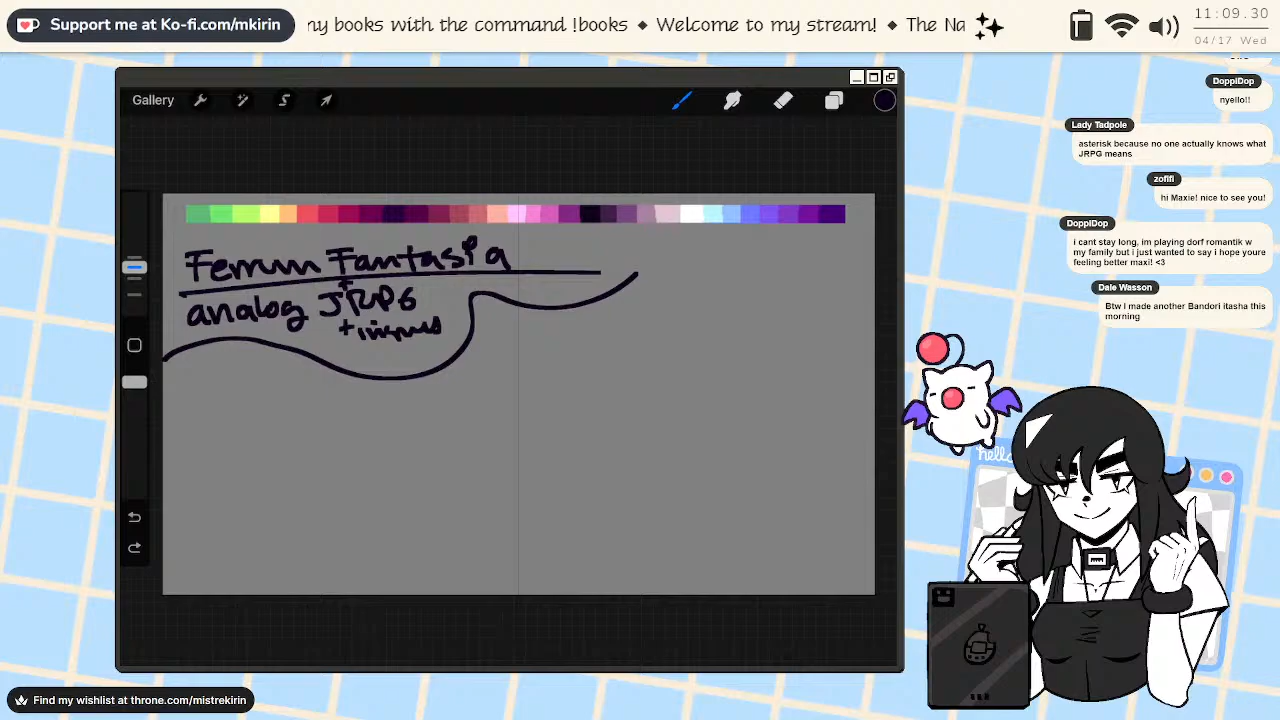 Support me at Ko-fi.com/mkirin
my books with the command !books ◆ Welcome to my stream! ◆ The Na
11:09.30
04/17 Wed
Gallery
Ferrum Fantasia
analog JRPG
+ inspired
DoppiDop
nyello!!
Lady Tadpole
asterisk because no one actually knows what
JRPG means
zofifi
hi Maxie! nice to see you!
DoppiDop
i cant stay long, im playing dorf romantik w
my family but i just wanted to say i hope youre
feeling better maxi! <3
Dale Wasson
Btw I made another Bandori itasha this
morning
hello
Find my wishlist at throne.com/mistrekirin